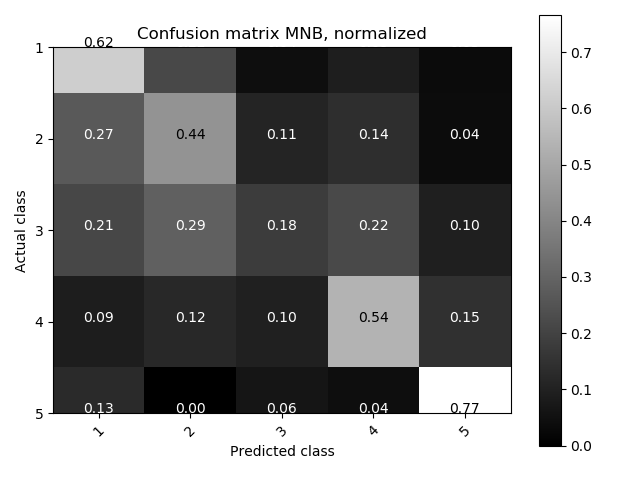 Confusion matrix MNB, normalized
0.62
1
2 0.27 0.44 0.11 0.14 0.04
3 0.21 0.29 0.18 0.22 0.10
4 0.09 0.12 0.10 0.54 0.15
5 0.13 0.00 0.06 0.04 0.77
1 2 3 4 5
Actual class
Predicted class
0.7
0.6
0.5
0.4
0.3
0.2
0.1
0.0